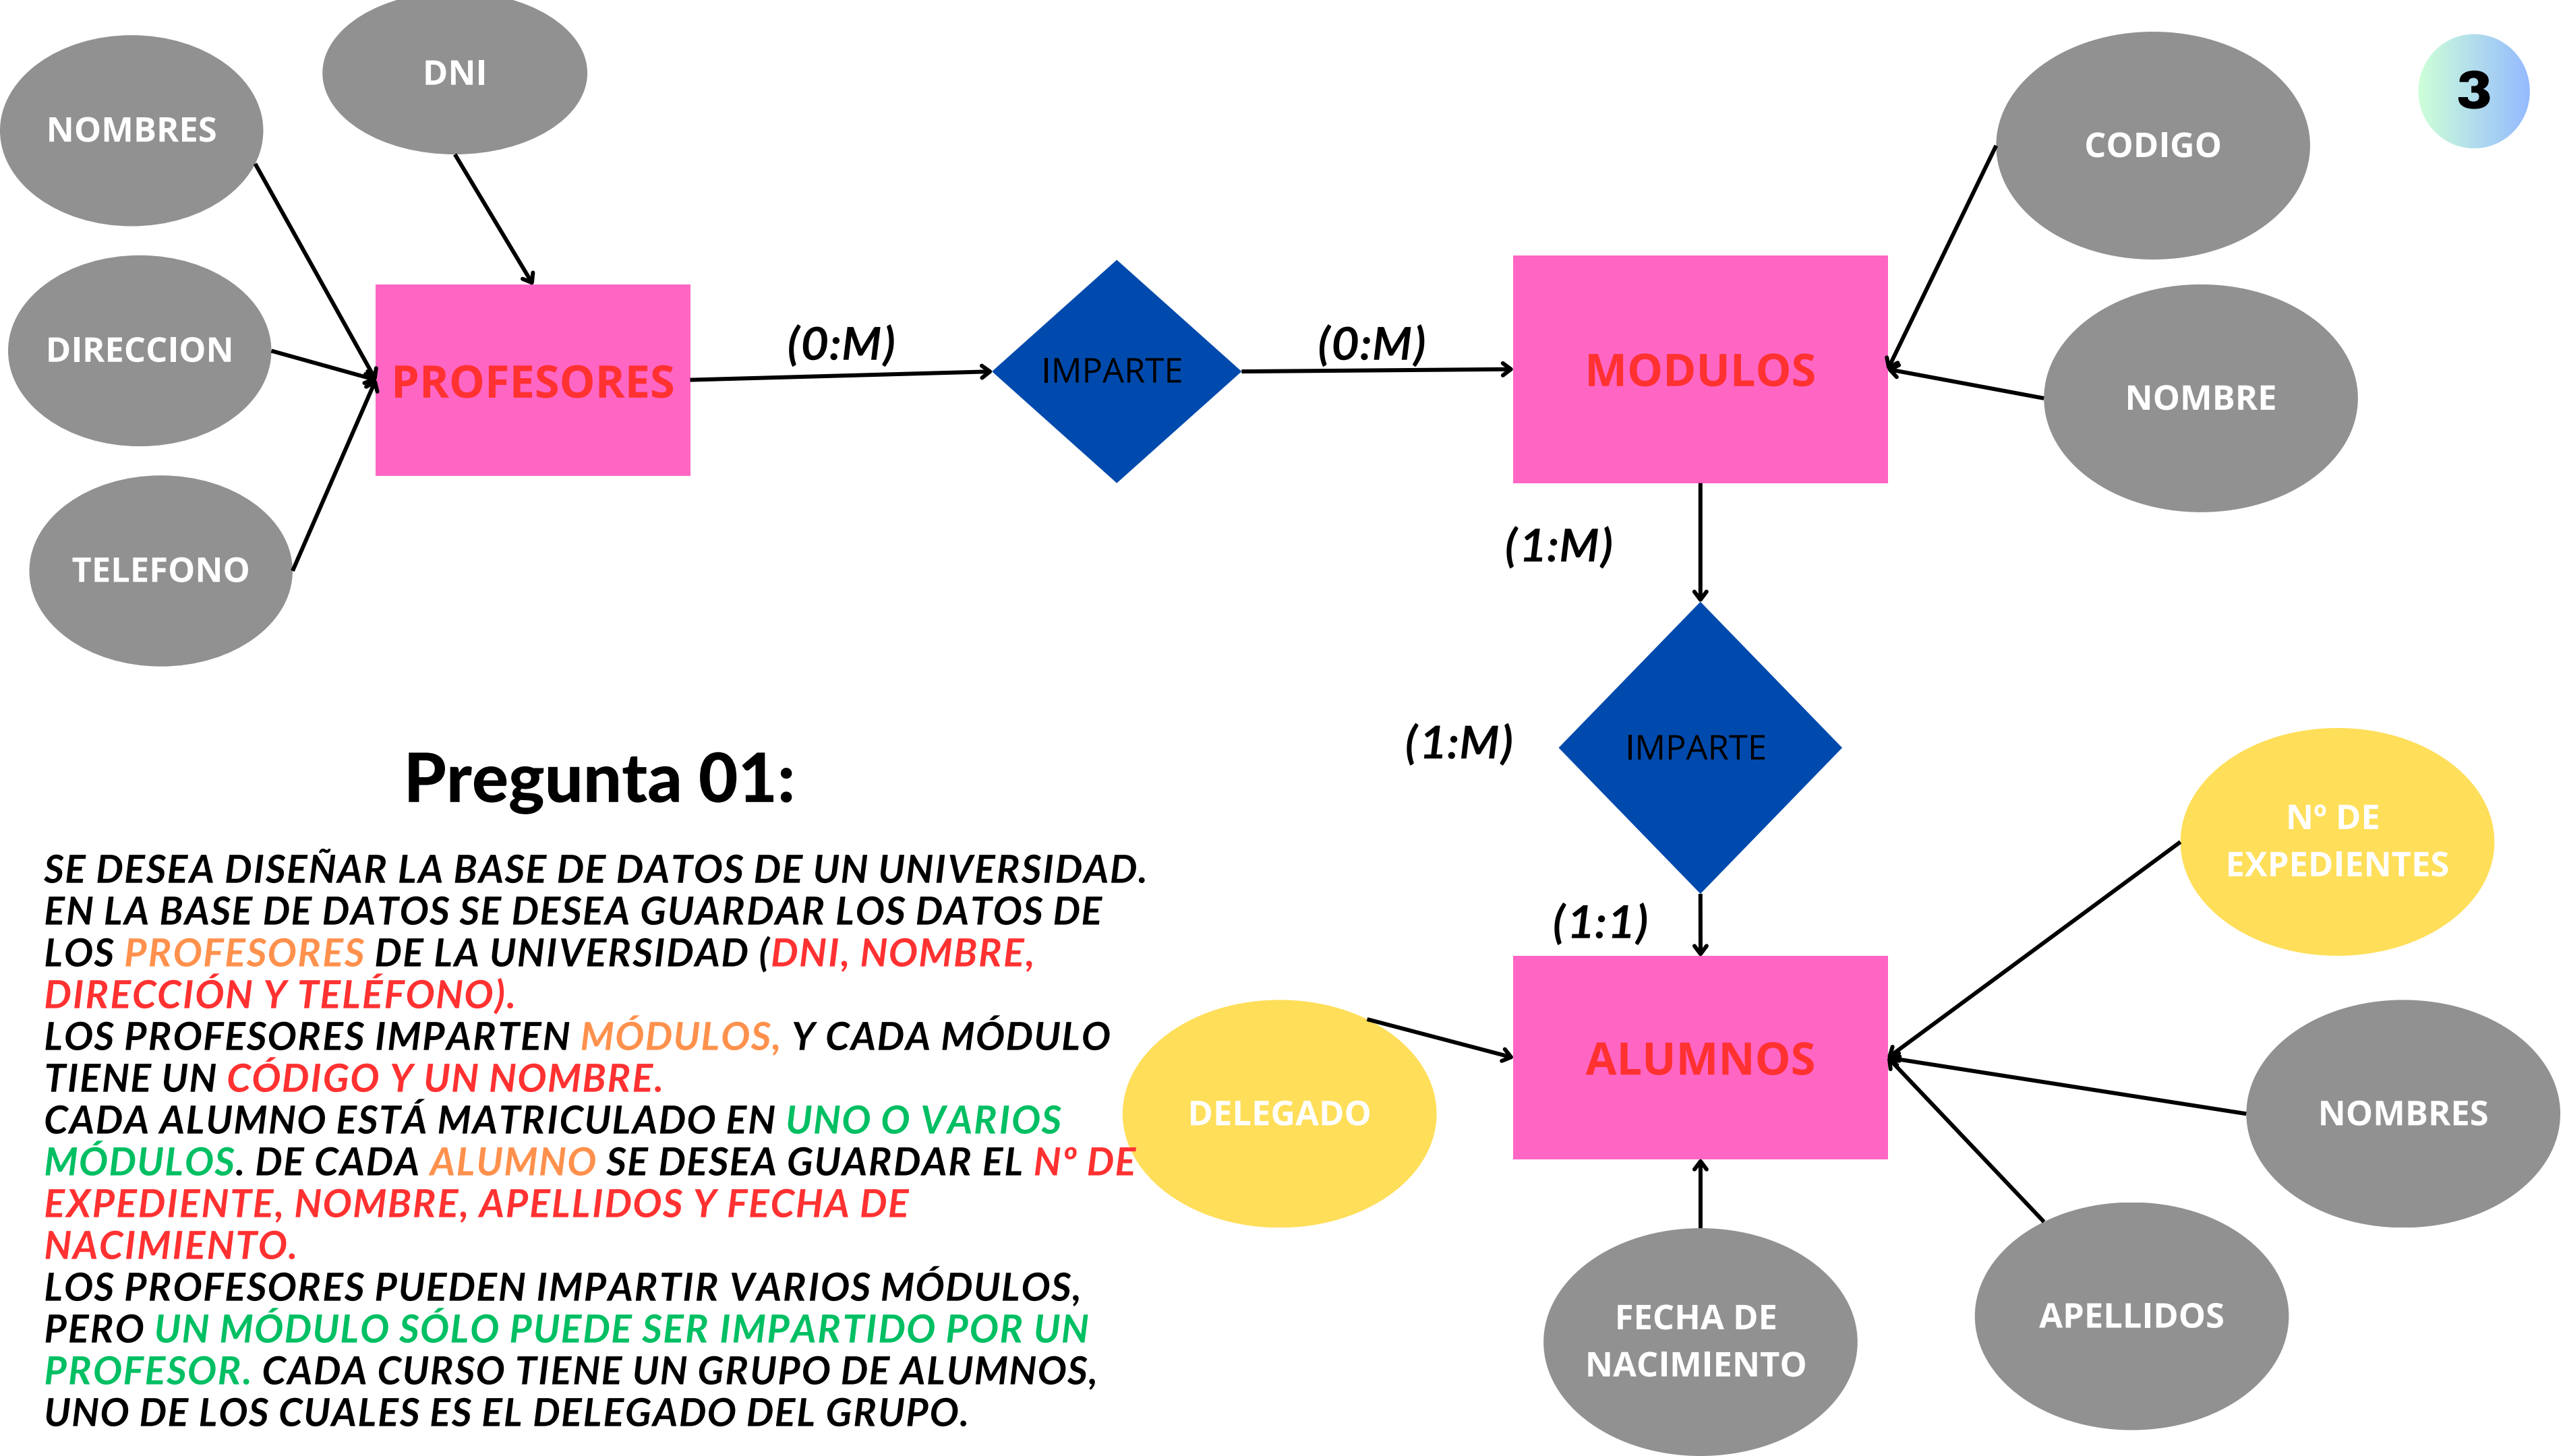 DNI
NOMBRES
CODIGO
3
DIRECCION
(0:M)
(0:M)
PROFESORES
IMPARTE
MODULOS
NOMBRE
TELEFONO
(1:M)
(1:M)
IMPARTE
Nº DE
EXPEDIENTES
(1:1)
ALUMNOS
DELEGADO
NOMBRES
FECHA DE
NACIMIENTO
APELLIDOS
Pregunta 01:
SE DESEA DISEÑAR LA BASE DE DATOS DE UN UNIVERSIDAD.
EN LA BASE DE DATOS SE DESEA GUARDAR LOS DATOS DE
LOS PROFESORES DE LA UNIVERSIDAD (DNI, NOMBRE,
DIRECCIÓN Y TELÉFONO).
LOS PROFESORES IMPARTEN MÓDULOS, Y CADA MÓDULO
TIENE UN CÓDIGO Y UN NOMBRE.
CADA ALUMNO ESTÁ MATRICULADO EN UNO O VARIOS
MÓDULOS. DE CADA ALUMNO SE DESEA GUARDAR EL Nº DE
EXPEDIENTE, NOMBRE, APELLIDOS Y FECHA DE
NACIMIENTO.
LOS PROFESORES PUEDEN IMPARTIR VARIOS MÓDULOS,
PERO UN MÓDULO SÓLO PUEDE SER IMPARTIDO POR UN
PROFESOR. CADA CURSO TIENE UN GRUPO DE ALUMNOS,
UNO DE LOS CUALES ES EL DELEGADO DEL GRUPO.